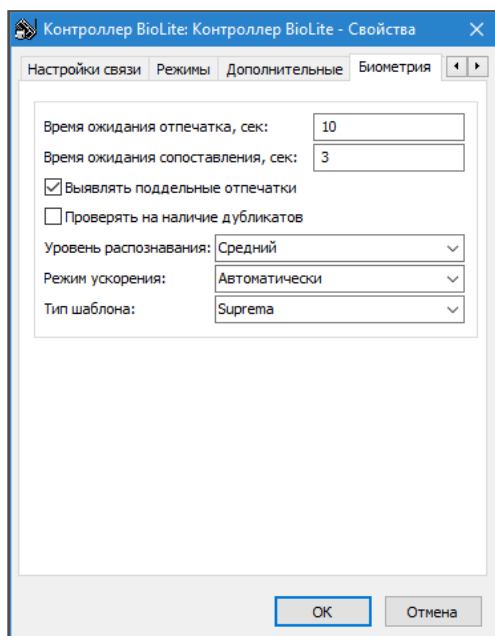 Контроллер BioLite: Контроллер BioLite - Свойства
Настройки связи Режимы Дополнительные Биометрия
Время ожидания отпечатка, сек: 10
Время ожидания сопоставления, сек: 3
Выявлять поддельные отпечатки
Проверять на наличие дубликатов
Уровень распознавания: Средний
Режим ускорения: Автоматически
Тип шаблона: Suprema
OK Отмена